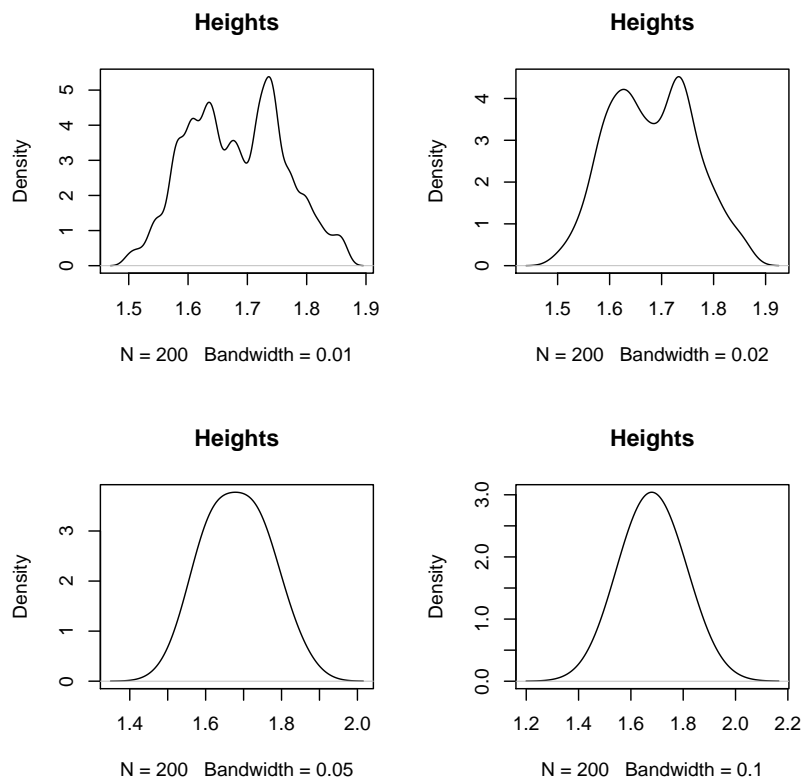 Heights
Density
5
4
3
2
1
0
1.5 1.6 1.7 1.8 1.9
N = 200 Bandwidth = 0.01
Heights
Density
4
3
2
1
0
1.5 1.6 1.7 1.8 1.9
N = 200 Bandwidth = 0.02
Heights
Density
3
2
1
0
1.4 1.6 1.8 2.0
N = 200 Bandwidth = 0.05
Heights
Density
3.0
2.0
1.0
0.0
1.2 1.4 1.6 1.8 2.0 2.2
N = 200 Bandwidth = 0.1